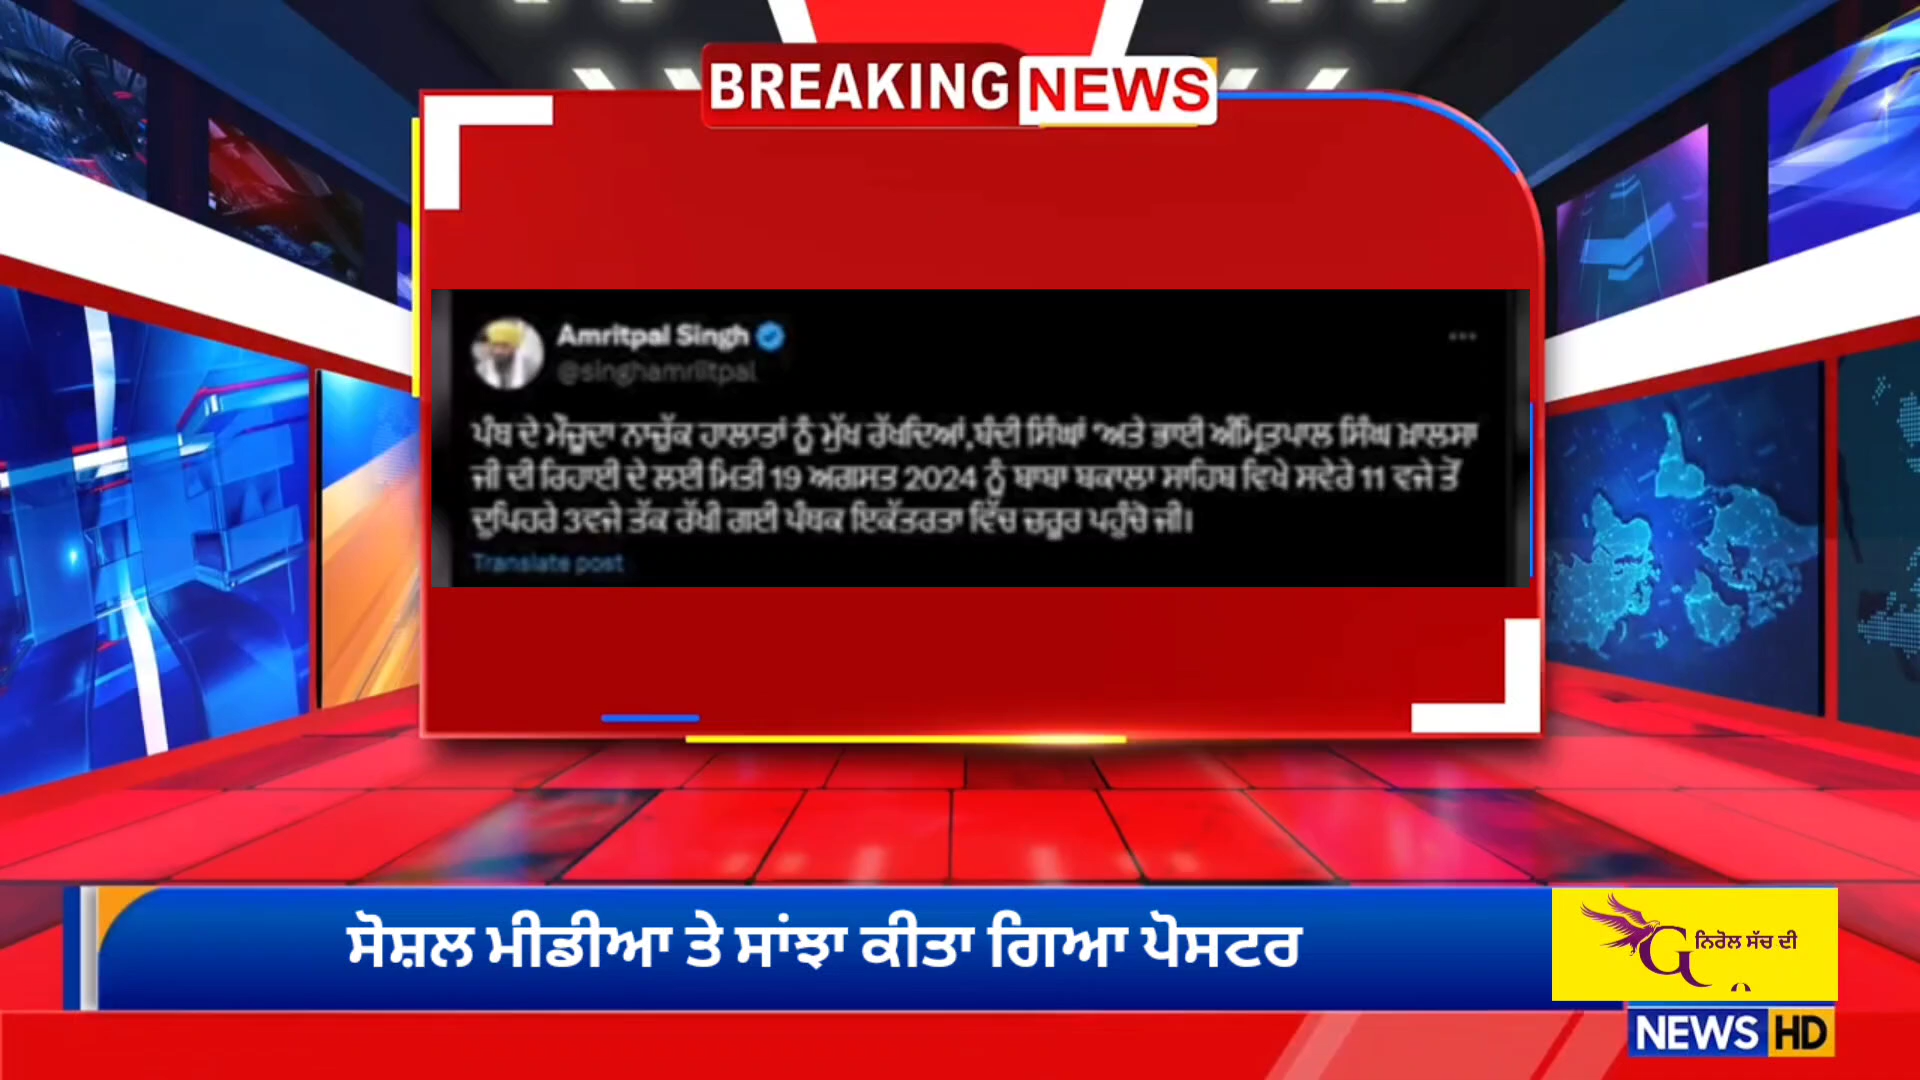 BREAKING NEWS
Amritpal Singh
@singhamriitpal
ਪੰਥ ਦੇ ਮੌਜੂਦਾ ਨਾਜ਼ੁੱਕ ਹਾਲਾਤਾਂ ਨੂੰ ਮੁੱਖ ਰੱਖਦਿਆਂ,ਬੰਦੀ ਸਿੰਘਾਂ ਅਤੇ ਭਾਈ ਅੰਮ੍ਰਿਤਪਾਲ ਸਿੰਘ ਖ਼ਾਲਸਾ
ਜੀ ਦੀ ਰਿਹਾਈ ਦੇ ਲਈ ਮਿਤੀ 19 ਅਗਸਤ 2024 ਨੂੰ ਬਾਬਾ ਬਕਾਲਾ ਸਾਹਿਬ ਵਿਖੇ ਸਵੇਰੇ 11 ਵਜੇ ਤੋਂ
ਦੁਪਿਹਰੇ 3ਵਜੇ ਤੱਕ ਰੱਖੀ ਗਈ ਪੰਥਕ ਇਕੱਤਰਤਾ ਵਿੱਚ ਜ਼ਰੂਰ ਪਹੁੰਚੋ ਜੀ।
Translate post
ਸੋਸ਼ਲ ਮੀਡੀਆ ਤੇ ਸਾਂਝਾ ਕੀਤਾ ਗਿਆ ਪੋਸਟਰ
G ਨਿਰੋਲ ਸੱਚ ਦੀ
NEWS HD